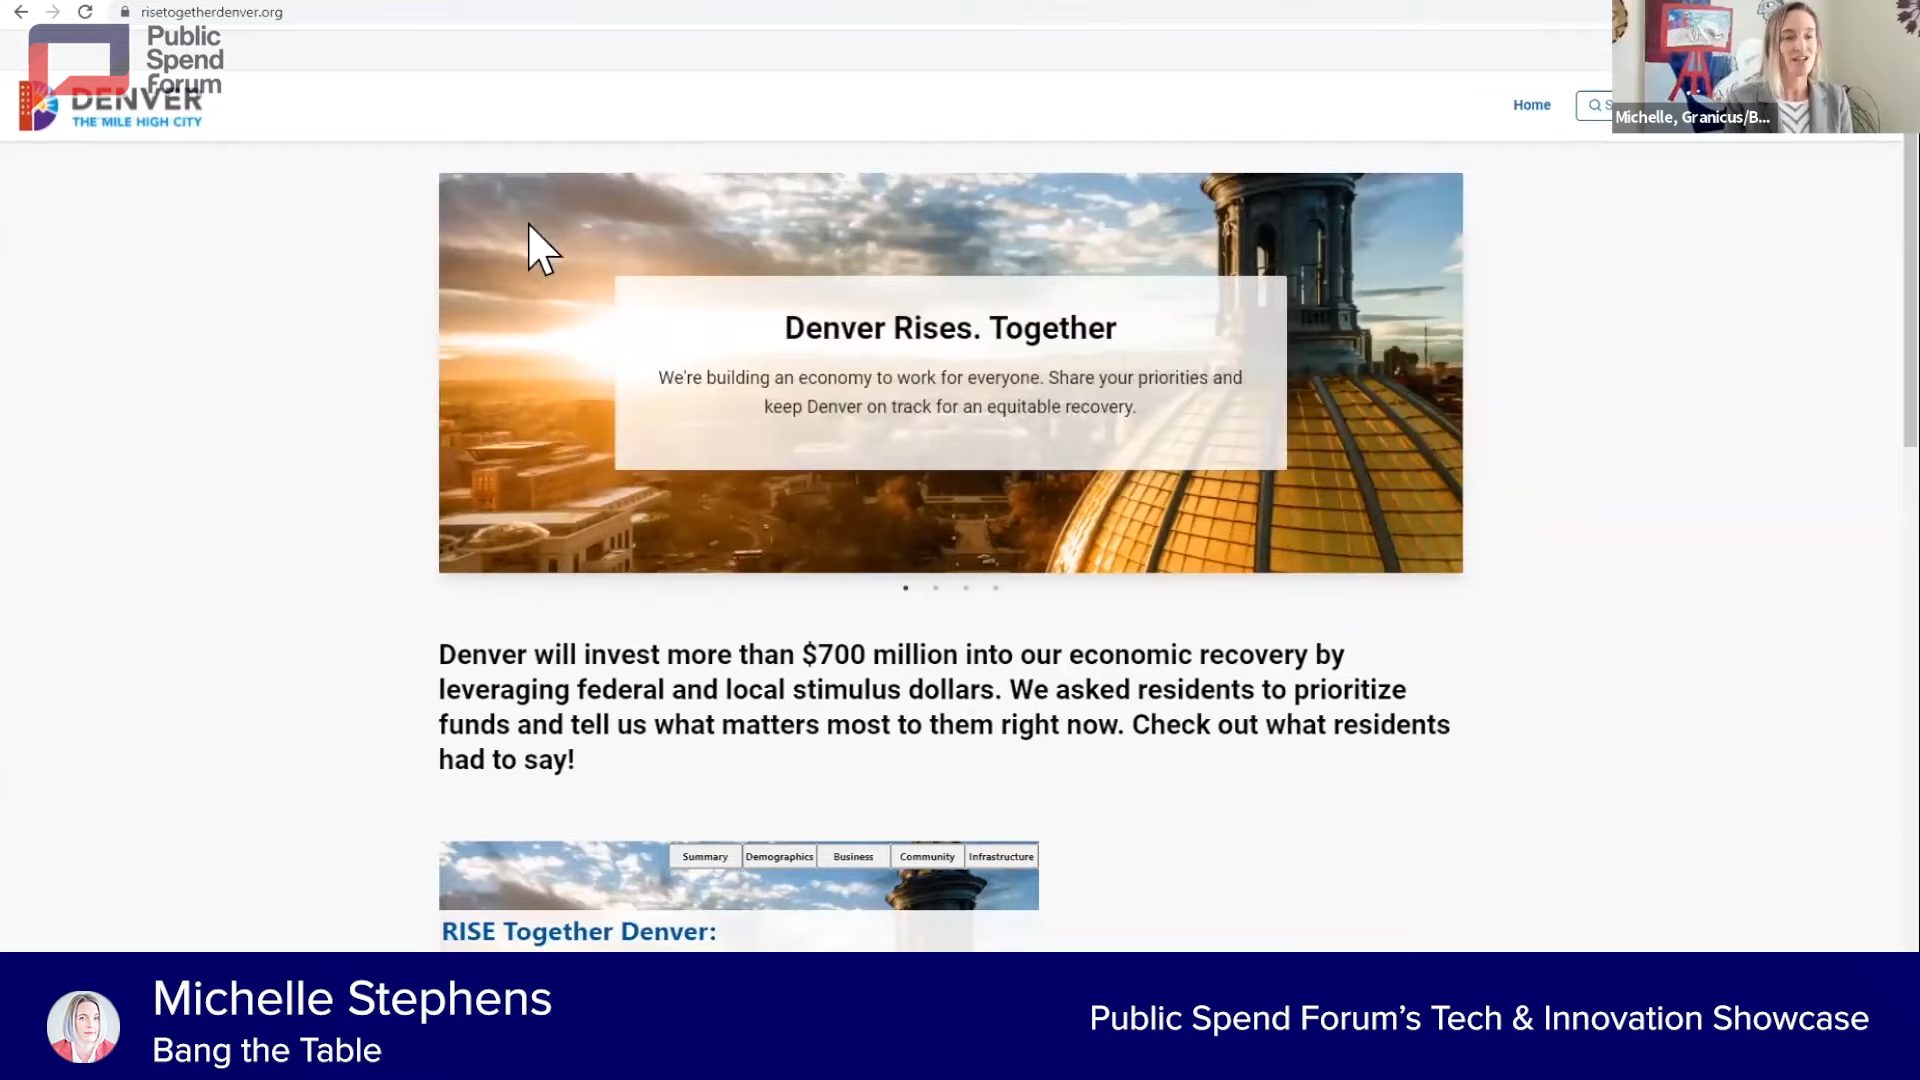 risetogetherdenver.org
Public
Spend
Forum
DENVER
THE MILE HIGH CITY
Home
Michelle, Granicus/B...
Denver Rises. Together
We're building an economy to work for everyone. Share your priorities and
keep Denver on track for an equitable recovery.
Denver will invest more than $700 million into our economic recovery by
leveraging federal and local stimulus dollars. We asked residents to prioritize
funds and tell us what matters most to them right now. Check out what residents
had to say!
Summary Demographics Business Community Infrastructure
RISE Together Denver:
Michelle Stephens
Bang the Table
Public Spend Forum’s Tech & Innovation Showcase